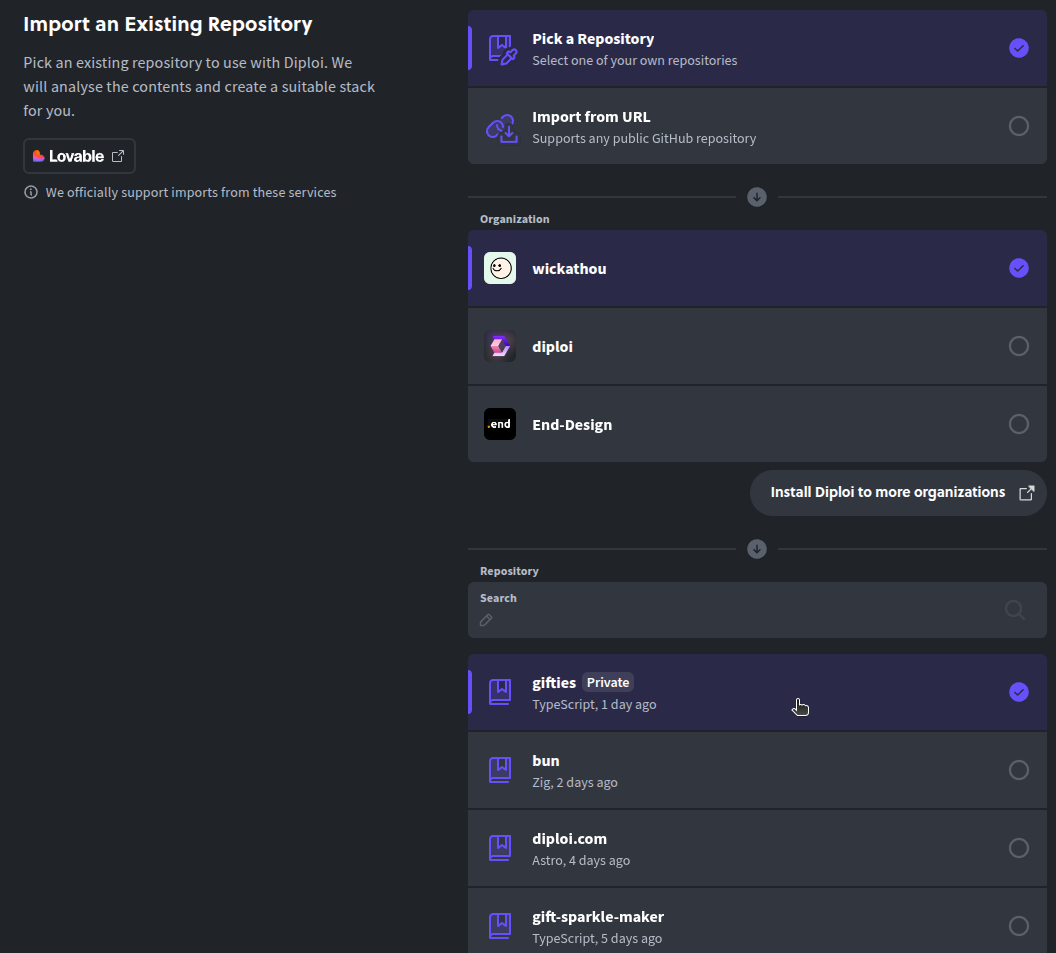 Import an Existing Repository
Pick an existing repository to use with Diploi. We
will analyse the contents and create a suitable stack
for you.
Lovable
We officially support imports from these services
Pick a Repository
Select one of your own repositories
Import from URL
Supports any public GitHub repository
Organization
wickathou
diploi
.end
End-Design
Install Diploi to more organizations
Repository
Search
gifties Private
TypeScript, 1 day ago
bun
Zig, 2 days ago
diploi.com
Astro, 4 days ago
gift-sparkle-maker
TypeScript, 5 days ago